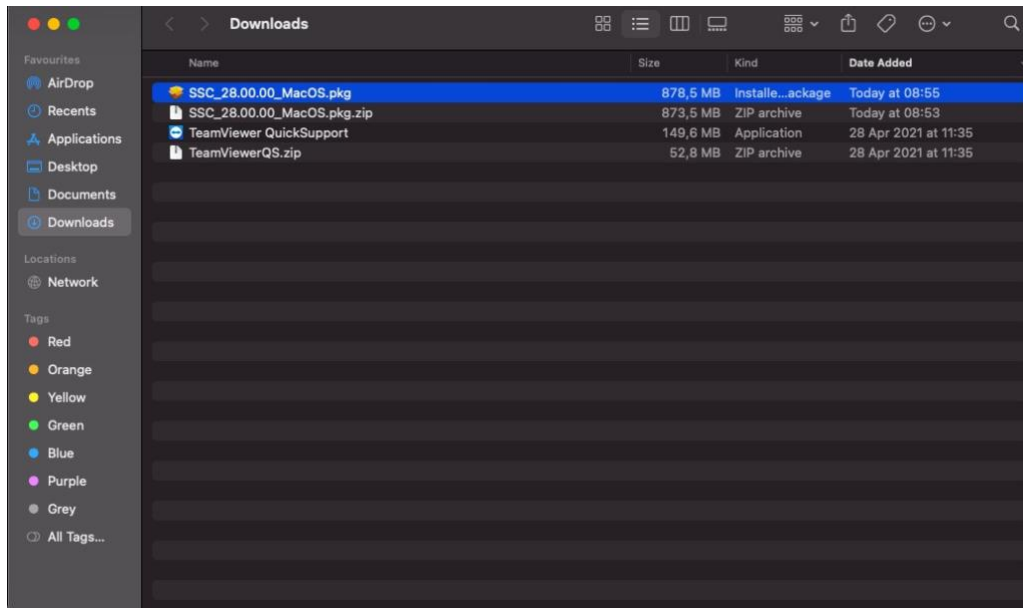 Downloads
Favourites
AirDrop
Recents
Applications
Desktop
Documents
Downloads
Locations
Network
Tags
Red
Orange
Yellow
Green
Blue
Purple
Grey
All Tags...
Name Size Kind Date Added
SSC_28.00.00_MacOS.pkg 878,5 MB Installe...ackage Today at 08:55
SSC_28.00.00_MacOS.pkg.zip 873,5 MB ZIP archive Today at 08:53
TeamViewer QuickSupport 149,6 MB Application 28 Apr 2021 at 11:35
TeamViewerQS.zip 52,8 MB ZIP archive 28 Apr 2021 at 11:35